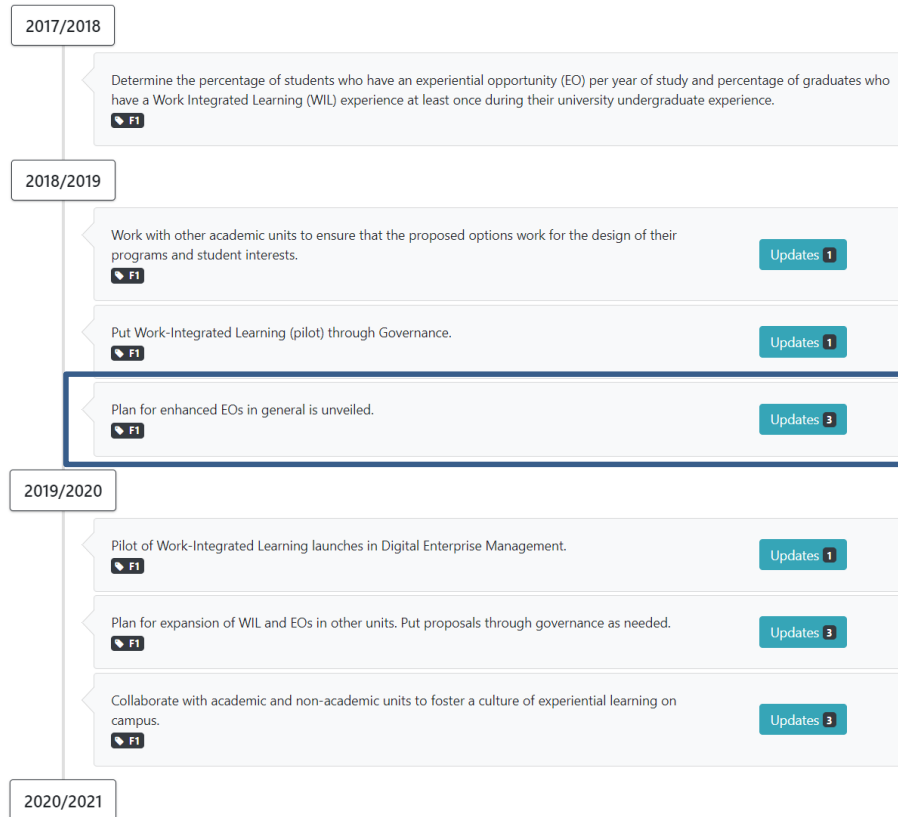 2017/2018
Determine the percentage of students who have an experiential opportunity (EO) per year of study and percentage of graduates who
have a Work Integrated Learning (WIL) experience at least once during their university undergraduate experience.
F1
2018/2019
Work with other academic units to ensure that the proposed options work for the design of their
programs and student interests.
F1
Updates 1
Put Work-Integrated Learning (pilot) through Governance.
F1
Updates 1
Plan for enhanced EOs in general is unveiled.
F1
Updates 3
2019/2020
Pilot of Work-Integrated Learning launches in Digital Enterprise Management.
F1
Updates 1
Plan for expansion of WIL and EOs in other units. Put proposals through governance as needed.
F1
Updates 3
Collaborate with academic and non-academic units to foster a culture of experiential learning on
campus.
F1
Updates 3
2020/2021